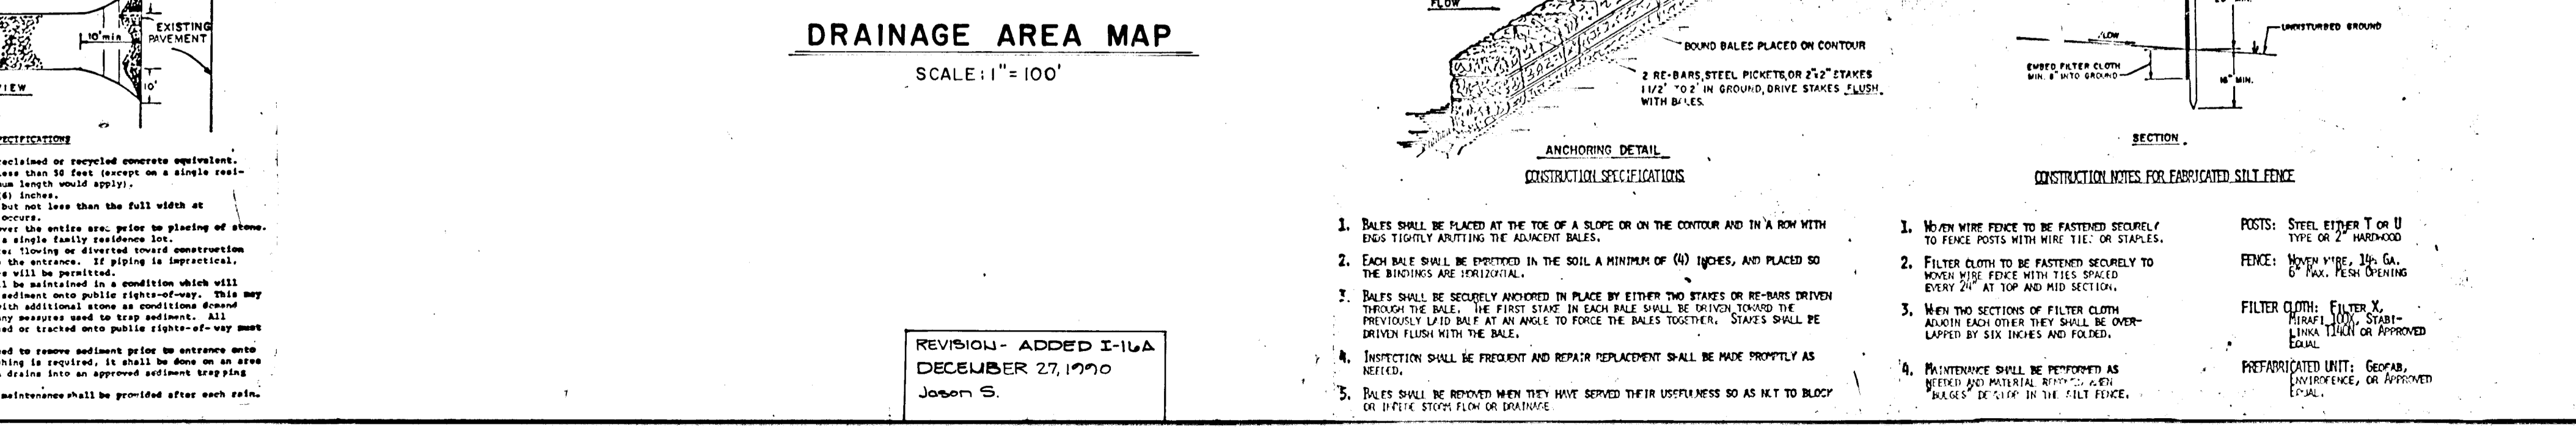 EXISTING
PAVEMENT
10'min
10'
VIEW
SPECIFICATIONS
reclaimed or recycled concrete equivalent.
less than 50 feet (except on a single resi-
num length would apply).
(6) inches.
but not less than the full width at
occurs.
over the entire area prior to placing of stone.
a single family residence lot.
flowing or diverted toward construction
the entrance. If piping is impractical,
will be permitted.
be maintained in a condition which will
sediment onto public rights-of-way. This may
with additional stone as conditions demand
any measures used to trap sediment. All
ed or tracked onto public rights-of-way must
ed to remove sediment prior to entrance onto
hing is required, it shall be done on an area
drains into an approved sediment trapping
maintenance shall be provided after each rain.
DRAINAGE AREA MAP
SCALE: 1" = 100'
REVISION - ADDED I-16A
DECEMBER 27, 1990
Jason S.
FLOW
BOUND BALES PLACED ON CONTOUR
2 RE-BARS, STEEL PICKETS, OR 2"x2" STAKES
1 1/2' TO 2' IN GROUND, DRIVE STAKES FLUSH
WITH BALES.
ANCHORING DETAIL
CONSTRUCTION SPECIFICATIONS
1. BALES SHALL BE PLACED AT THE TOE OF A SLOPE OR ON THE CONTOUR AND IN A ROW WITH
ENDS TIGHTLY ABUTTING THE ADJACENT BALES.
2. EACH BALE SHALL BE EMBEDDED IN THE SOIL A MINIMUM OF (4) INCHES, AND PLACED SO
THE BINDINGS ARE HORIZONTAL.
3. BALES SHALL BE SECURELY ANCHORED IN PLACE BY EITHER TWO STAKES OR RE-BARS DRIVEN
THROUGH THE BALE. THE FIRST STAKE IN EACH BALE SHALL BE DRIVEN TOWARD THE
PREVIOUSLY LAID BALE AT AN ANGLE TO FORCE THE BALES TOGETHER. STAKES SHALL BE
DRIVEN FLUSH WITH THE BALE.
4. INSPECTION SHALL BE FREQUENT AND REPAIR REPLACEMENT SHALL BE MADE PROMPTLY AS
NEEDED.
5. BALES SHALL BE REMOVED WHEN THEY HAVE SERVED THEIR USEFULNESS SO AS NOT TO BLOCK
OR IMPEDE STORM FLOW OR DRAINAGE.
FLOW
UNDISTURBED GROUND
EMBED FILTER CLOTH
MIN. 8" INTO GROUND
16" MIN.
SECTION
CONSTRUCTION NOTES FOR FABRICATED SILT FENCE
1. WOVEN WIRE FENCE TO BE FASTENED SECURELY
TO FENCE POSTS WITH WIRE TIES OR STAPLES.
2. FILTER CLOTH TO BE FASTENED SECURELY TO
WOVEN WIRE FENCE WITH TIES SPACED
EVERY 24" AT TOP AND MID SECTION.
3. WHEN TWO SECTIONS OF FILTER CLOTH
ADJOIN EACH OTHER THEY SHALL BE OVER-
LAPPED BY SIX INCHES AND FOLDED.
4. MAINTENANCE SHALL BE PERFORMED AS
NEEDED AND MATERIAL REMOVED WHEN
"BULGES" DEVELOP IN THE SILT FENCE.
POSTS: STEEL EITHER T OR U
TYPE OR 2" HARDWOOD
FENCE: WOVEN WIRE, 14½ GA.
6" MAX. MESH OPENING
FILTER CLOTH: FILTER X,
MIRAFI 100X, STABI-
LINKA T140N OR APPROVED
EQUAL
PREFABRICATED UNIT: GEOFAB,
ENVIROFENCE, OR APPROVED
EQUAL.